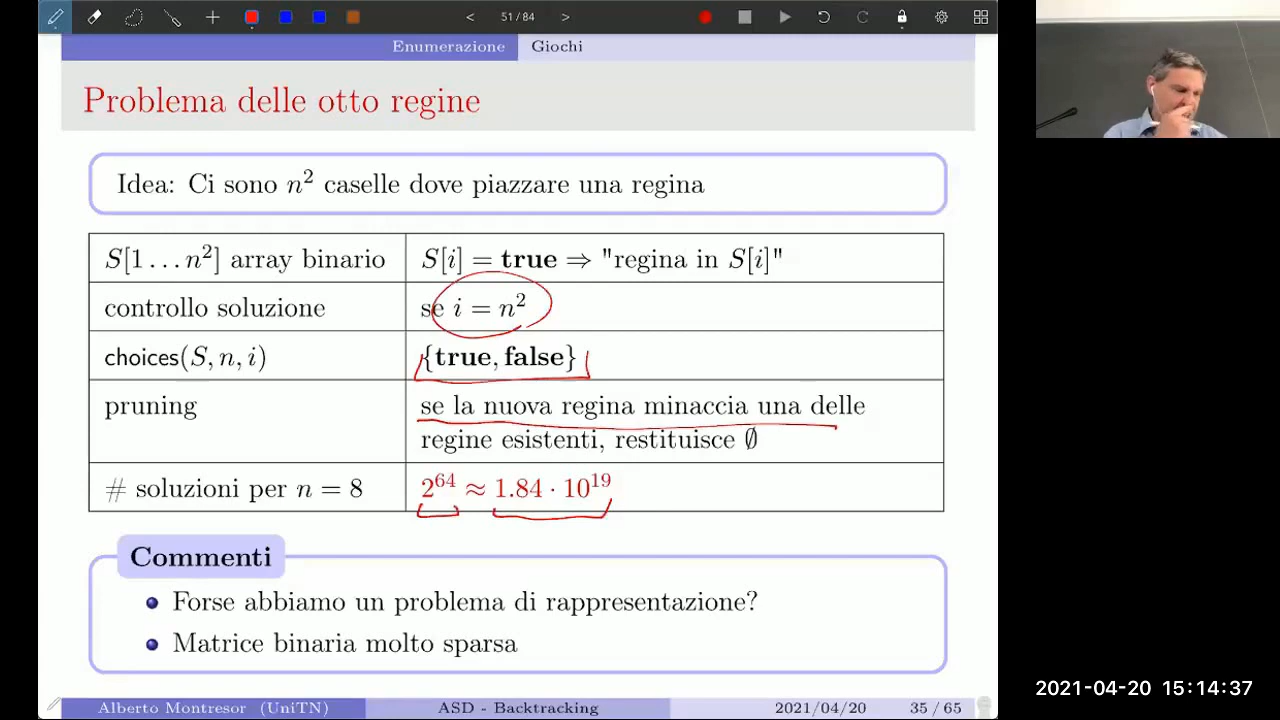 51/84
Enumerazione Giochi
Problema delle otto regine
Idea: Ci sono n² caselle dove piazzare una regina
S[1 … n²] array binario S[i] = true ⇒ "regina in S[i]"
controllo soluzione se i = n²
choices(S, n, i) {true, false}
pruning se la nuova regina minaccia una delle
regine esistenti, restituisce ∅
# soluzioni per n = 8 2⁶⁴ ≈ 1.84 · 10¹⁹
Commenti
Forse abbiamo un problema di rappresentazione?
Matrice binaria molto sparsa
Alberto Montresor (UniTN) ASD - Backtracking 2021/04/20 35 / 65
2021-04-20 15:14:37